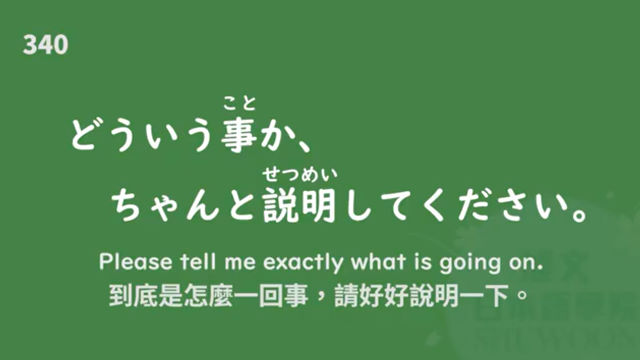 340
こと
どういう事か、
せつめい
ちゃんと説明してください。
Please tell me exactly what is going on.
到底是怎麼一回事，請好好說明一下。